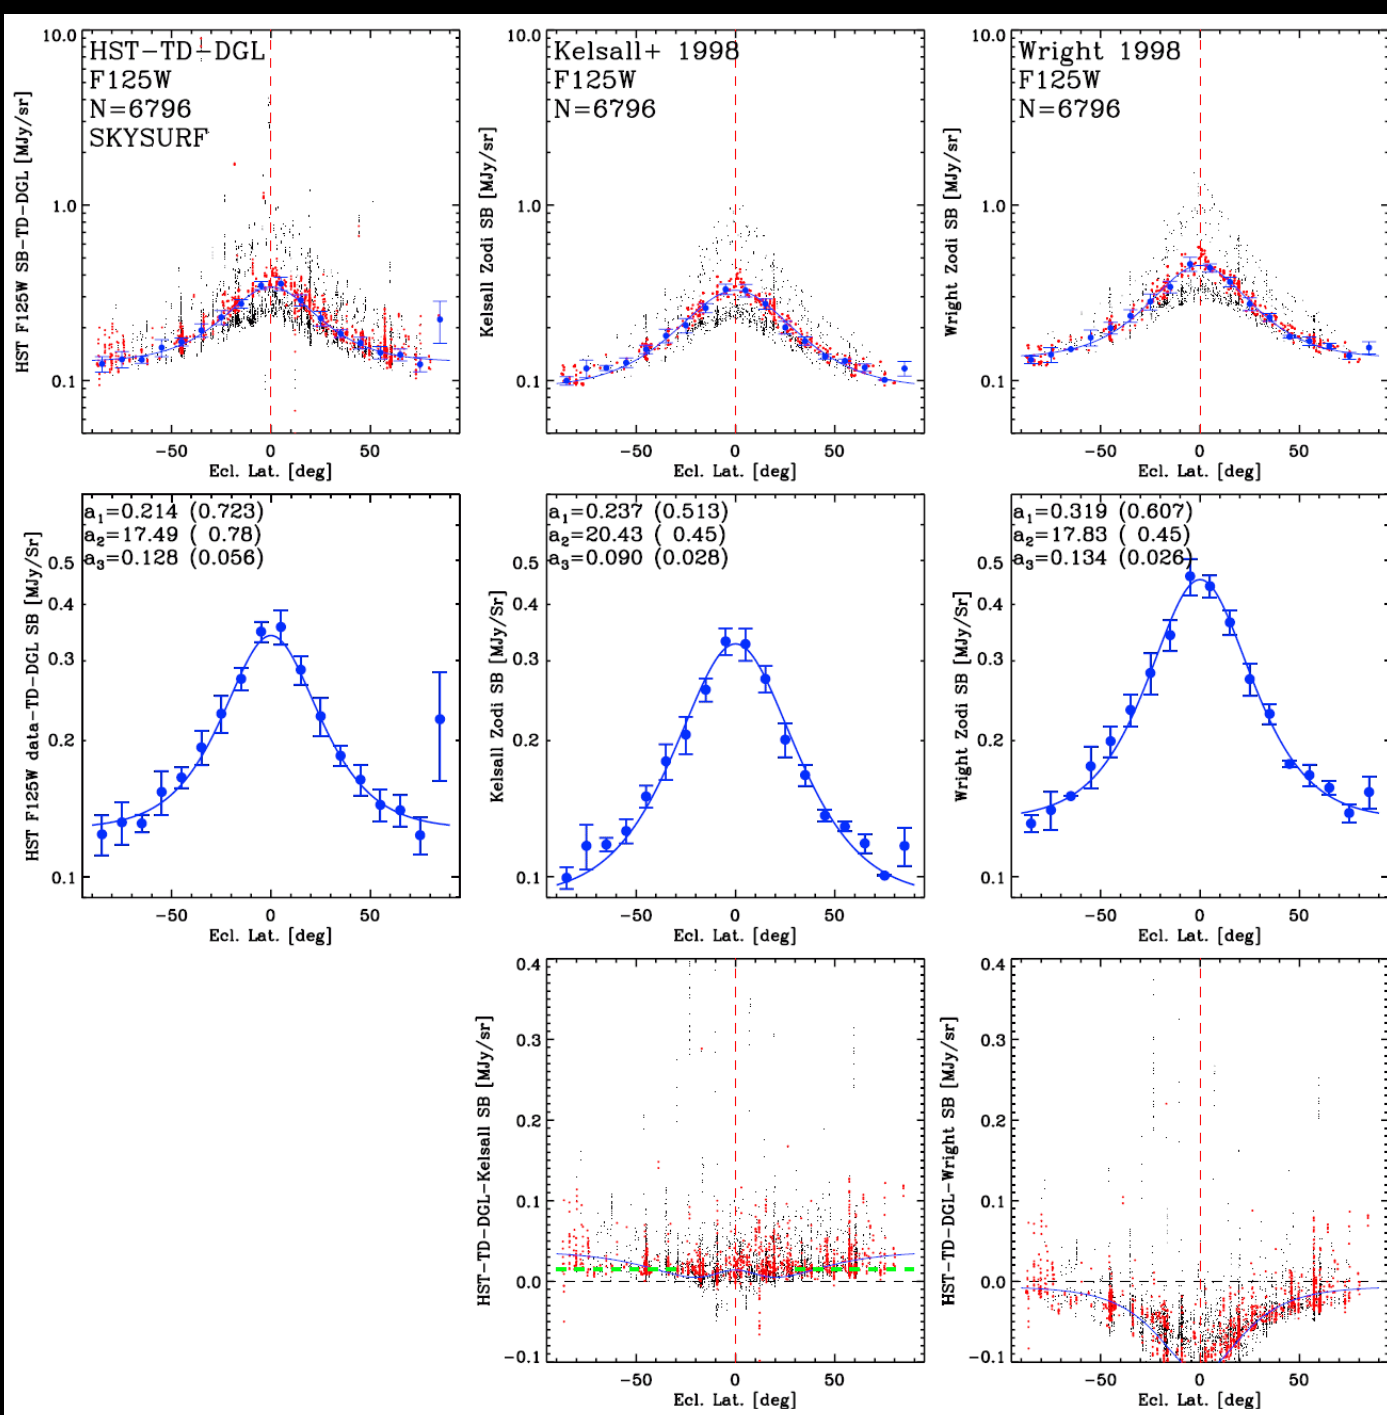 HST-TD-DGL
F125W
N=6796
SKYSURF
HST F125W SB-TD-DGL [MJy/sr]
10.0
1.0
0.1
-50 0 50
Ecl. Lat. [deg]
Kelsall+ 1998
F125W
N=6796
Kelsall Zodi SB [MJy/sr]
10.0
1.0
0.1
-50 0 50
Ecl. Lat. [deg]
Wright 1998
F125W
N=6796
Wright Zodi SB [MJy/sr]
10.0
1.0
0.1
-50 0 50
Ecl. Lat. [deg]
a1=0.214 (0.723)
a2=17.49 ( 0.78)
a3=0.128 (0.056)
HST F125W data-TD-DGL SB [MJy/Sr]
0.5
0.4
0.3
0.2
0.1
-50 0 50
Ecl. Lat. [deg]
a1=0.237 (0.513)
a2=20.43 ( 0.45)
a3=0.090 (0.028)
Kelsall Zodi SB [MJy/Sr]
0.5
0.4
0.3
0.2
0.1
-50 0 50
Ecl. Lat. [deg]
a1=0.319 (0.607)
a2=17.83 ( 0.45)
a3=0.134 (0.026)
Wright Zodi SB [MJy/Sr]
0.5
0.4
0.3
0.2
0.1
-50 0 50
Ecl. Lat. [deg]
HST-TD-DGL-Kelsall SB [MJy/sr]
0.4
0.3
0.2
0.1
0.0
-0.1
-50 0 50
Ecl. Lat. [deg]
HST-TD-DGL-Wright SB [MJy/sr]
0.4
0.3
0.2
0.1
0.0
-0.1
-50 0 50
Ecl. Lat. [deg]